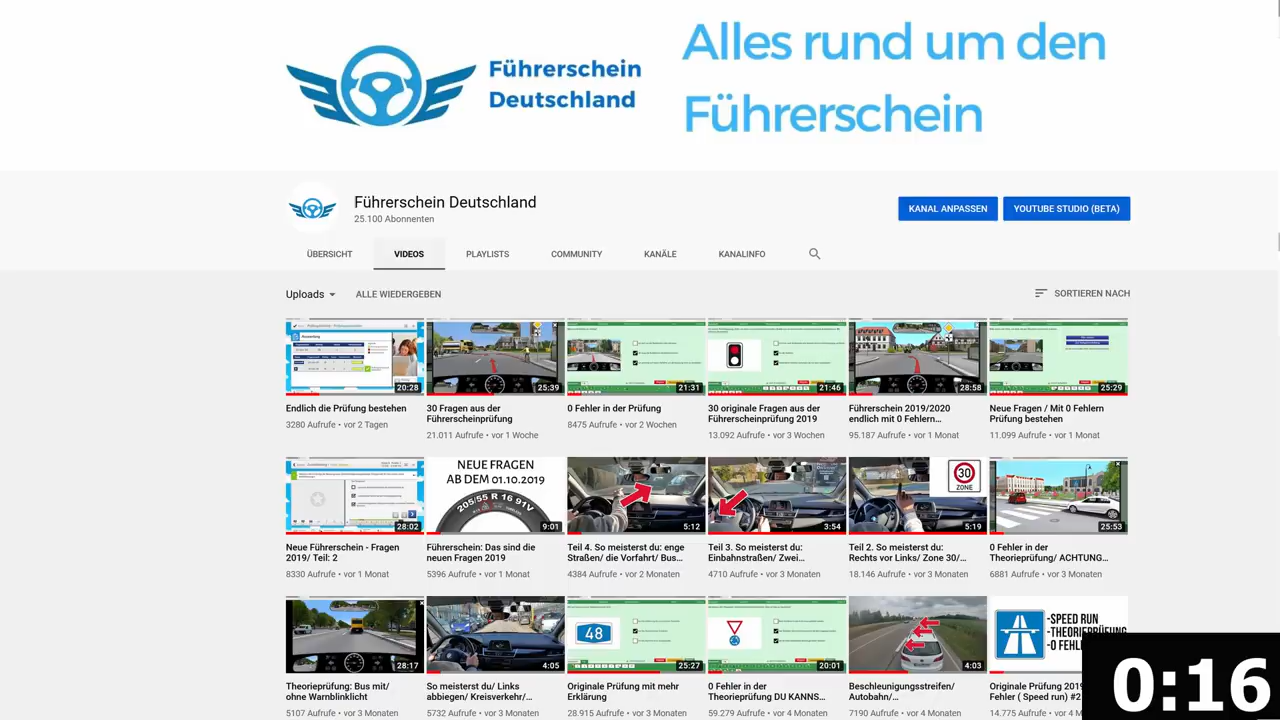 Führerschein
Deutschland
Alles rund um den
Führerschein
Führerschein Deutschland
25.100 Abonnenten
KANAL ANPASSEN
YOUTUBE STUDIO (BETA)
ÜBERSICHT
VIDEOS
PLAYLISTS
COMMUNITY
KANÄLE
KANALINFO
Uploads
ALLE WIEDERGEBEN
SORTIEREN NACH
20:28
25:39
21:31
21:46
28:58
25:29
Endlich die Prüfung bestehen
3280 Aufrufe • vor 2 Tagen
30 Fragen aus der
Führerscheinprüfung
21.011 Aufrufe • vor 1 Woche
0 Fehler in der Prüfung
8475 Aufrufe • vor 2 Wochen
30 originale Fragen aus der
Führerscheinprüfung 2019
13.092 Aufrufe • vor 3 Wochen
Führerschein 2019/2020
endlich mit 0 Fehlern...
95.187 Aufrufe • vor 1 Monat
Neue Fragen / Mit 0 Fehlern
Prüfung bestehen
11.099 Aufrufe • vor 1 Monat
28:02
NEUE FRAGEN
AB DEM 01.10.2019
205/55 R 16 91V
9:01
5:12
3:54
30
ZONE
5:19
25:53
Neue Führerschein - Fragen
2019/ Teil: 2
8330 Aufrufe • vor 1 Monat
Führerschein: Das sind die
neuen Fragen 2019
5396 Aufrufe • vor 1 Monat
Teil 4. So meisterst du: enge
Straßen/ die Vorfahrt/ Bus...
4384 Aufrufe • vor 2 Monaten
Teil 3. So meisterst du:
Einbahnstraßen/ Zwei...
4710 Aufrufe • vor 3 Monaten
Teil 2. So meisterst du:
Rechts vor Links/ Zone 30/...
18.146 Aufrufe • vor 3 Monaten
0 Fehler in der
Theorieprüfung/ ACHTUNG...
6881 Aufrufe • vor 3 Monaten
28:17
4:05
48
25:27
20:01
4:03
-SPEED RUN
-THEORIEPRÜFUNG
-0 FEHLE
Theorieprüfung: Bus mit/
ohne Warnblinklicht
5107 Aufrufe • vor 3 Monaten
So meisterst du/ Links
abbiegen/ Kreisverkehr/...
5732 Aufrufe • vor 3 Monaten
Originale Prüfung mit mehr
Erklärung
28.915 Aufrufe • vor 3 Monaten
0 Fehler in der
Theorieprüfung DU KANNS...
59.279 Aufrufe • vor 4 Monaten
Beschleunigungsstreifen/
Autobahn/...
7190 Aufrufe • vor 4 Monaten
Originale Prüfung 2019
Fehler ( Speed run) #2
14.775 Aufrufe • vor 4 M
0:16